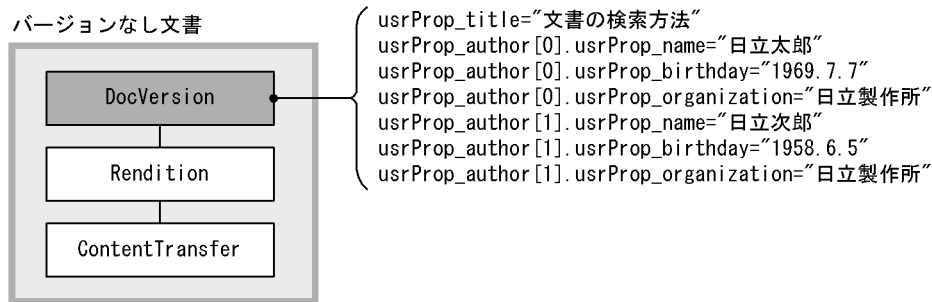 バージョンなし文書
DocVersion
Rendition
ContentTransfer
usrProp_title="文書の検索方法"
usrProp_author[0].usrProp_name="日立太郎"
usrProp_author[0].usrProp_birthday="1969.7.7"
usrProp_author[0].usrProp_organization="日立製作所"
usrProp_author[1].usrProp_name="日立次郎"
usrProp_author[1].usrProp_birthday="1958.6.5"
usrProp_author[1].usrProp_organization="日立製作所"